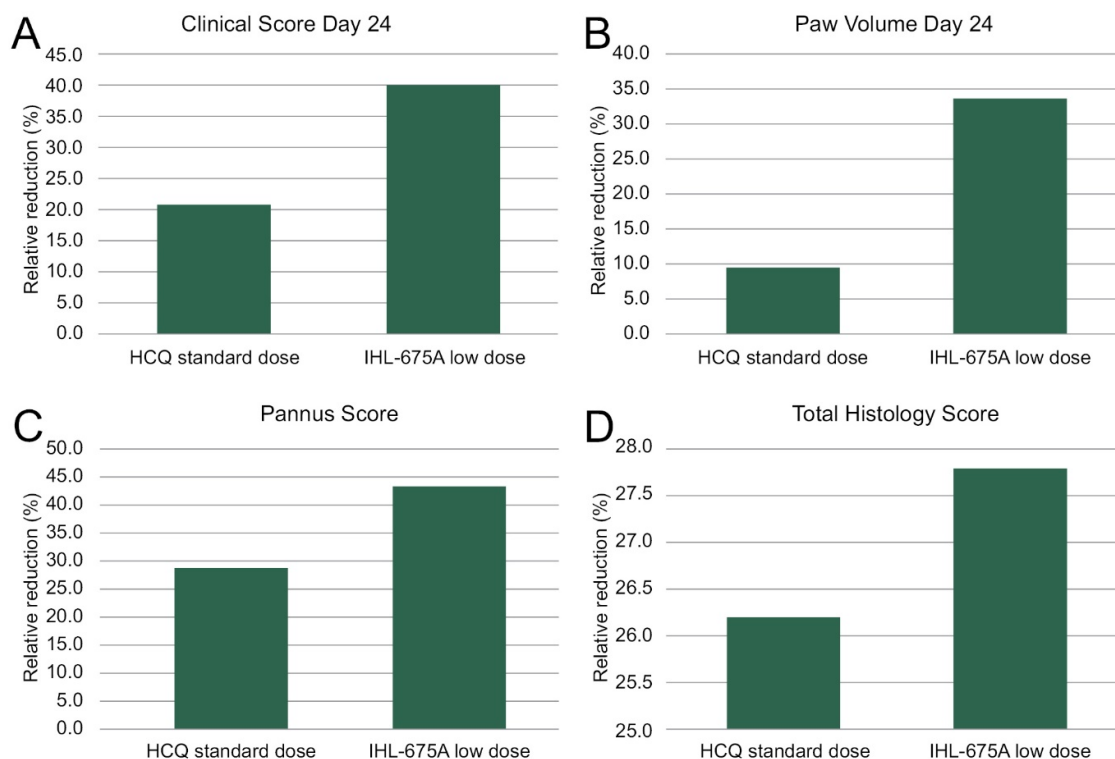 A
Clinical Score Day 24
Relative reduction (%)
45.0
40.0
35.0
30.0
25.0
20.0
15.0
10.0
5.0
0.0
HCQ standard dose IHL-675A low dose
B
Paw Volume Day 24
Relative reduction (%)
40.0
35.0
30.0
25.0
20.0
15.0
10.0
5.0
0.0
HCQ standard dose IHL-675A low dose
C
Pannus Score
Relative reduction (%)
50.0
45.0
40.0
35.0
30.0
25.0
20.0
15.0
10.0
5.0
0.0
HCQ standard dose IHL-675A low dose
D
Total Histology Score
Relative reduction (%)
28.0
27.5
27.0
26.5
26.0
25.5
25.0
HCQ standard dose IHL-675A low dose